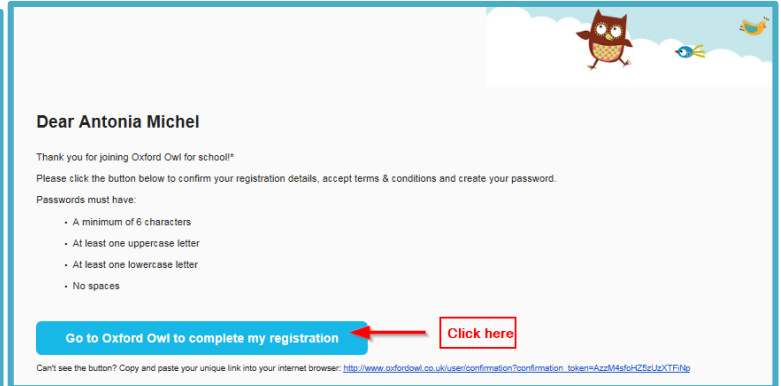 Dear Antonia Michel
Thank you for joining Oxford Owl for school!*
Please click the button below to confirm your registration details, accept terms & conditions and create your password.
Passwords must have:
• A minimum of 6 characters
• At least one uppercase letter
• At least one lowercase letter
• No spaces
Go to Oxford Owl to complete my registration
Click here
Can't see the button? Copy and paste your unique link into your internet browser: http://www.oxfordowl.co.uk/user/confirmation?confirmation_token=AzzM4sfoHZ5zUzXTFiNp